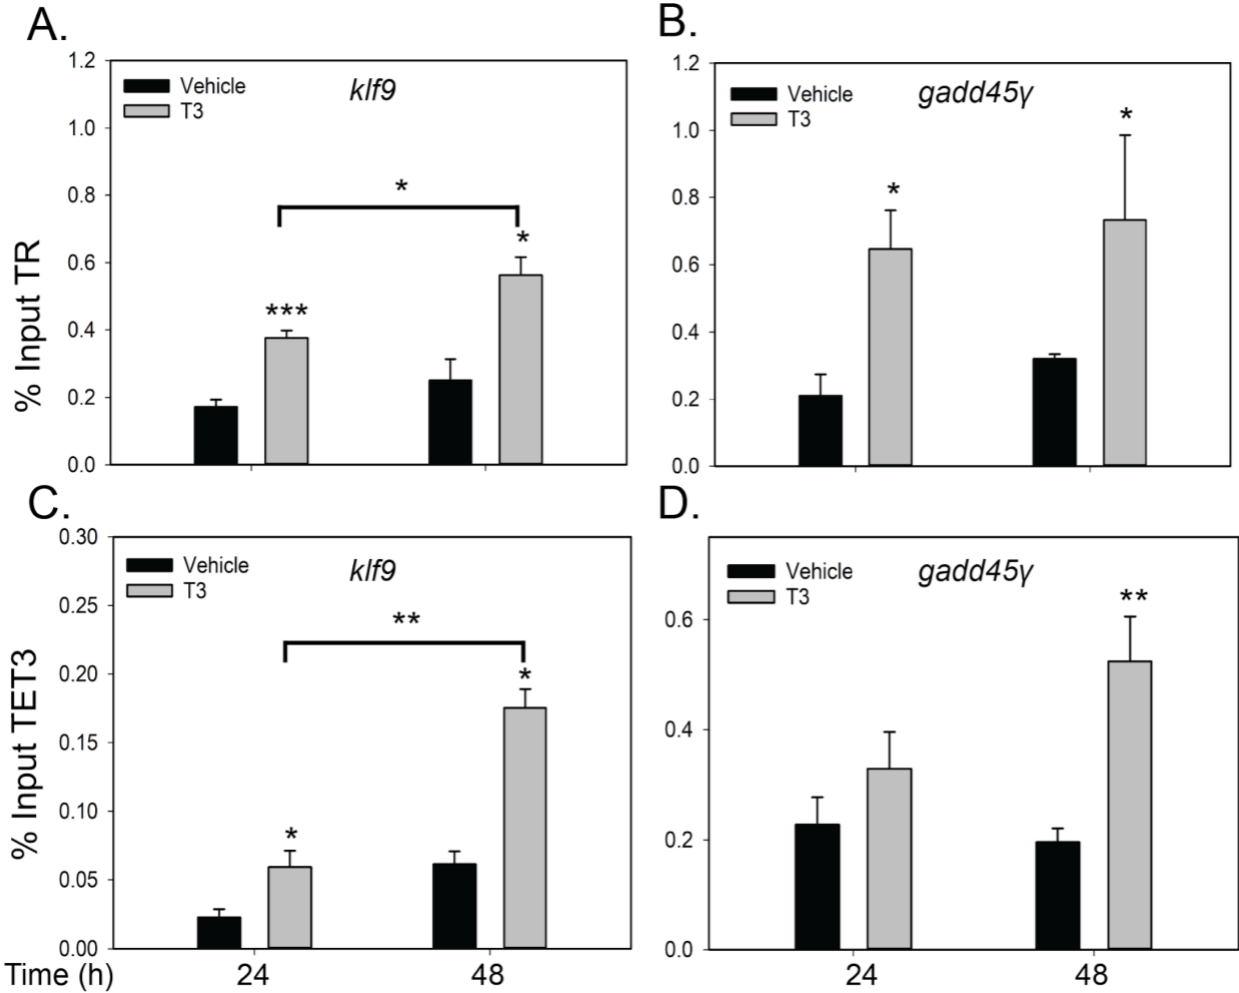 A.
1.2
1.0
0.8
0.6
0.4
0.2
0.0
% Input TR
Vehicle
T3
klf9
***
*
*
B.
1.2
1.0
0.8
0.6
0.4
0.2
0.0
Vehicle
T3
gadd45γ
*
*
C.
0.30
0.25
0.20
0.15
0.10
0.05
0.00
% Input TET3
Vehicle
T3
klf9
**
*
*
D.
0.6
0.4
0.2
0.0
Vehicle
T3
gadd45γ
**
Time (h) 24 48 24 48